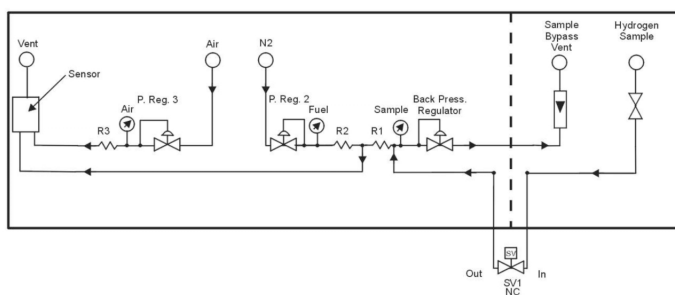 Vent
Sensor
Air
N2
Sample
Bypass
Vent
Hydrogen
Sample
P. Reg. 3
Air
R3
P. Reg. 2
Fuel
R2
R1
Sample
Back Press.
Regulator
SV
Out
In
SV1
NC